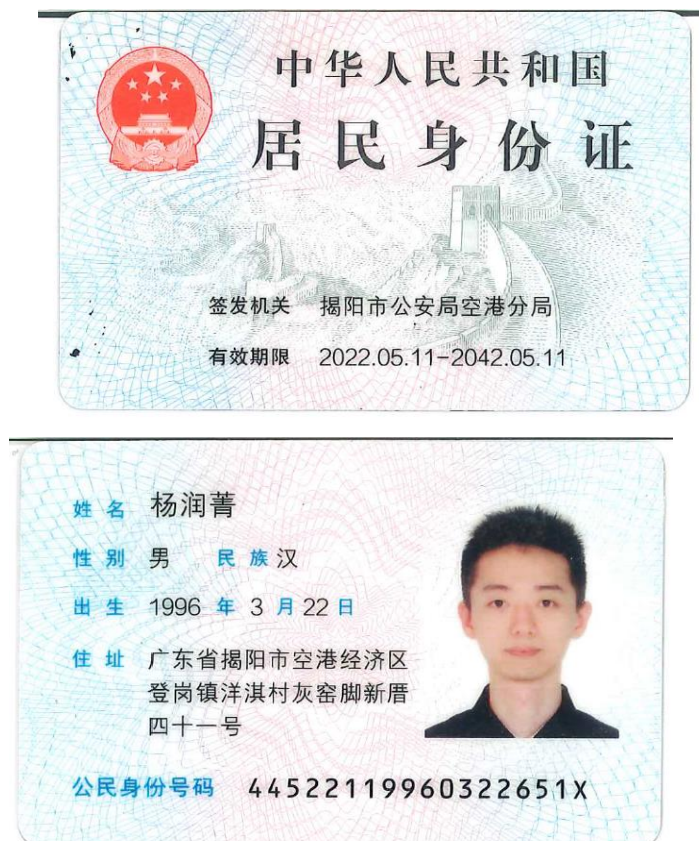 中华人民共和国
居民身份证
签发机关 揭阳市公安局空港分局
有效期限 2022.05.11-2042.05.11
姓名 杨润菁
性别 男 民族 汉
出生 1996 年 3 月 22 日
住址 广东省揭阳市空港经济区
登岗镇洋淇村灰窑脚新厝
四十一号
公民身份号码 44522119960322651X